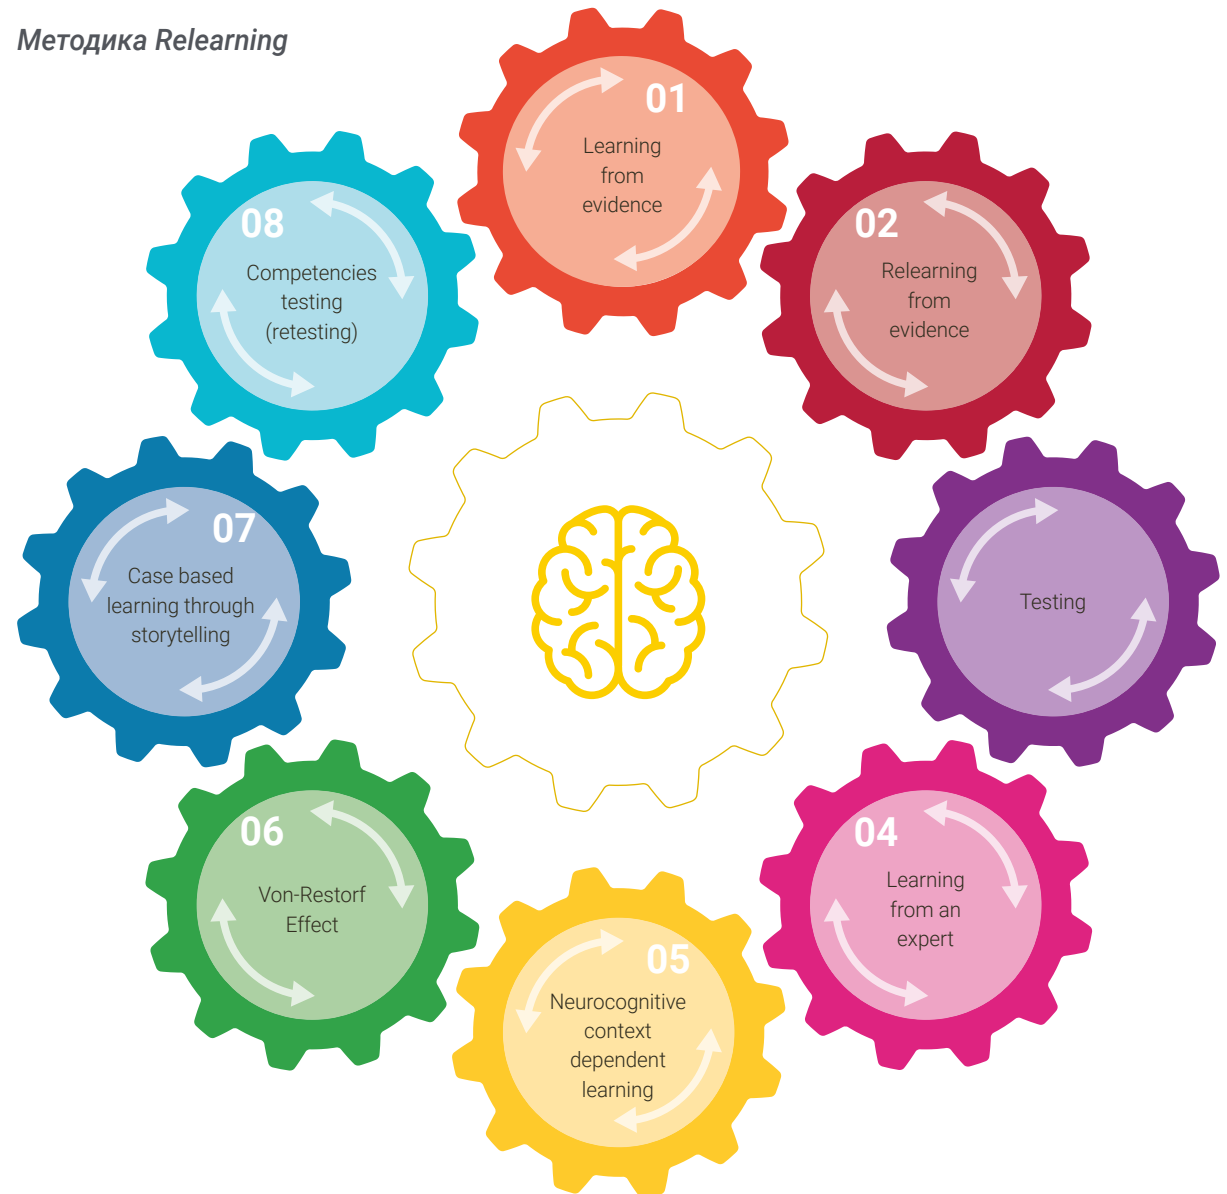 Методика Relearning
01
Learning
from
evidence
02
Relearning
from
evidence
Testing
04
Learning
from an
expert
05
Neurocognitive
context
dependent
learning
06
Von-Restorf
Effect
07
Case based
learning through
storytelling
08
Competencies
testing
(retesting)